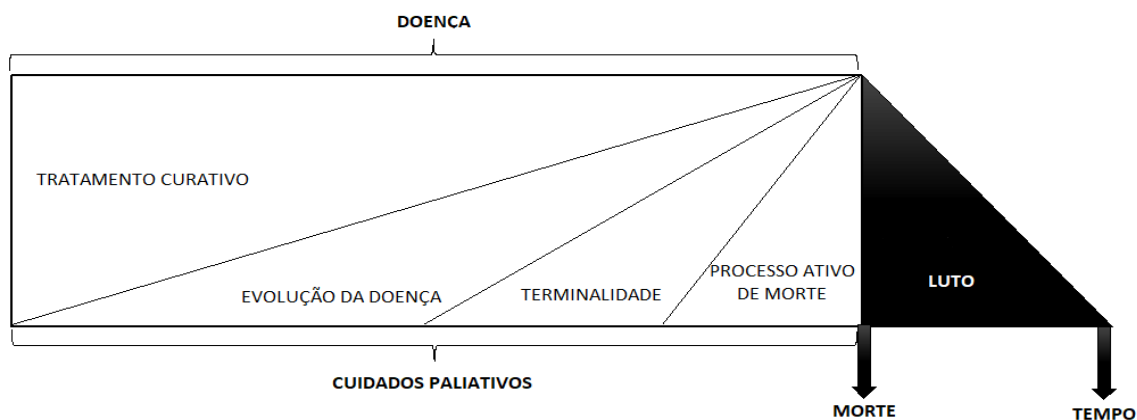 DOENÇA
TRATAMENTO CURATIVO
EVOLUÇÃO DA DOENÇA
TERMINALIDADE
PROCESSO ATIVO
DE MORTE
LUTO
CUIDADOS PALIATIVOS
MORTE
TEMPO